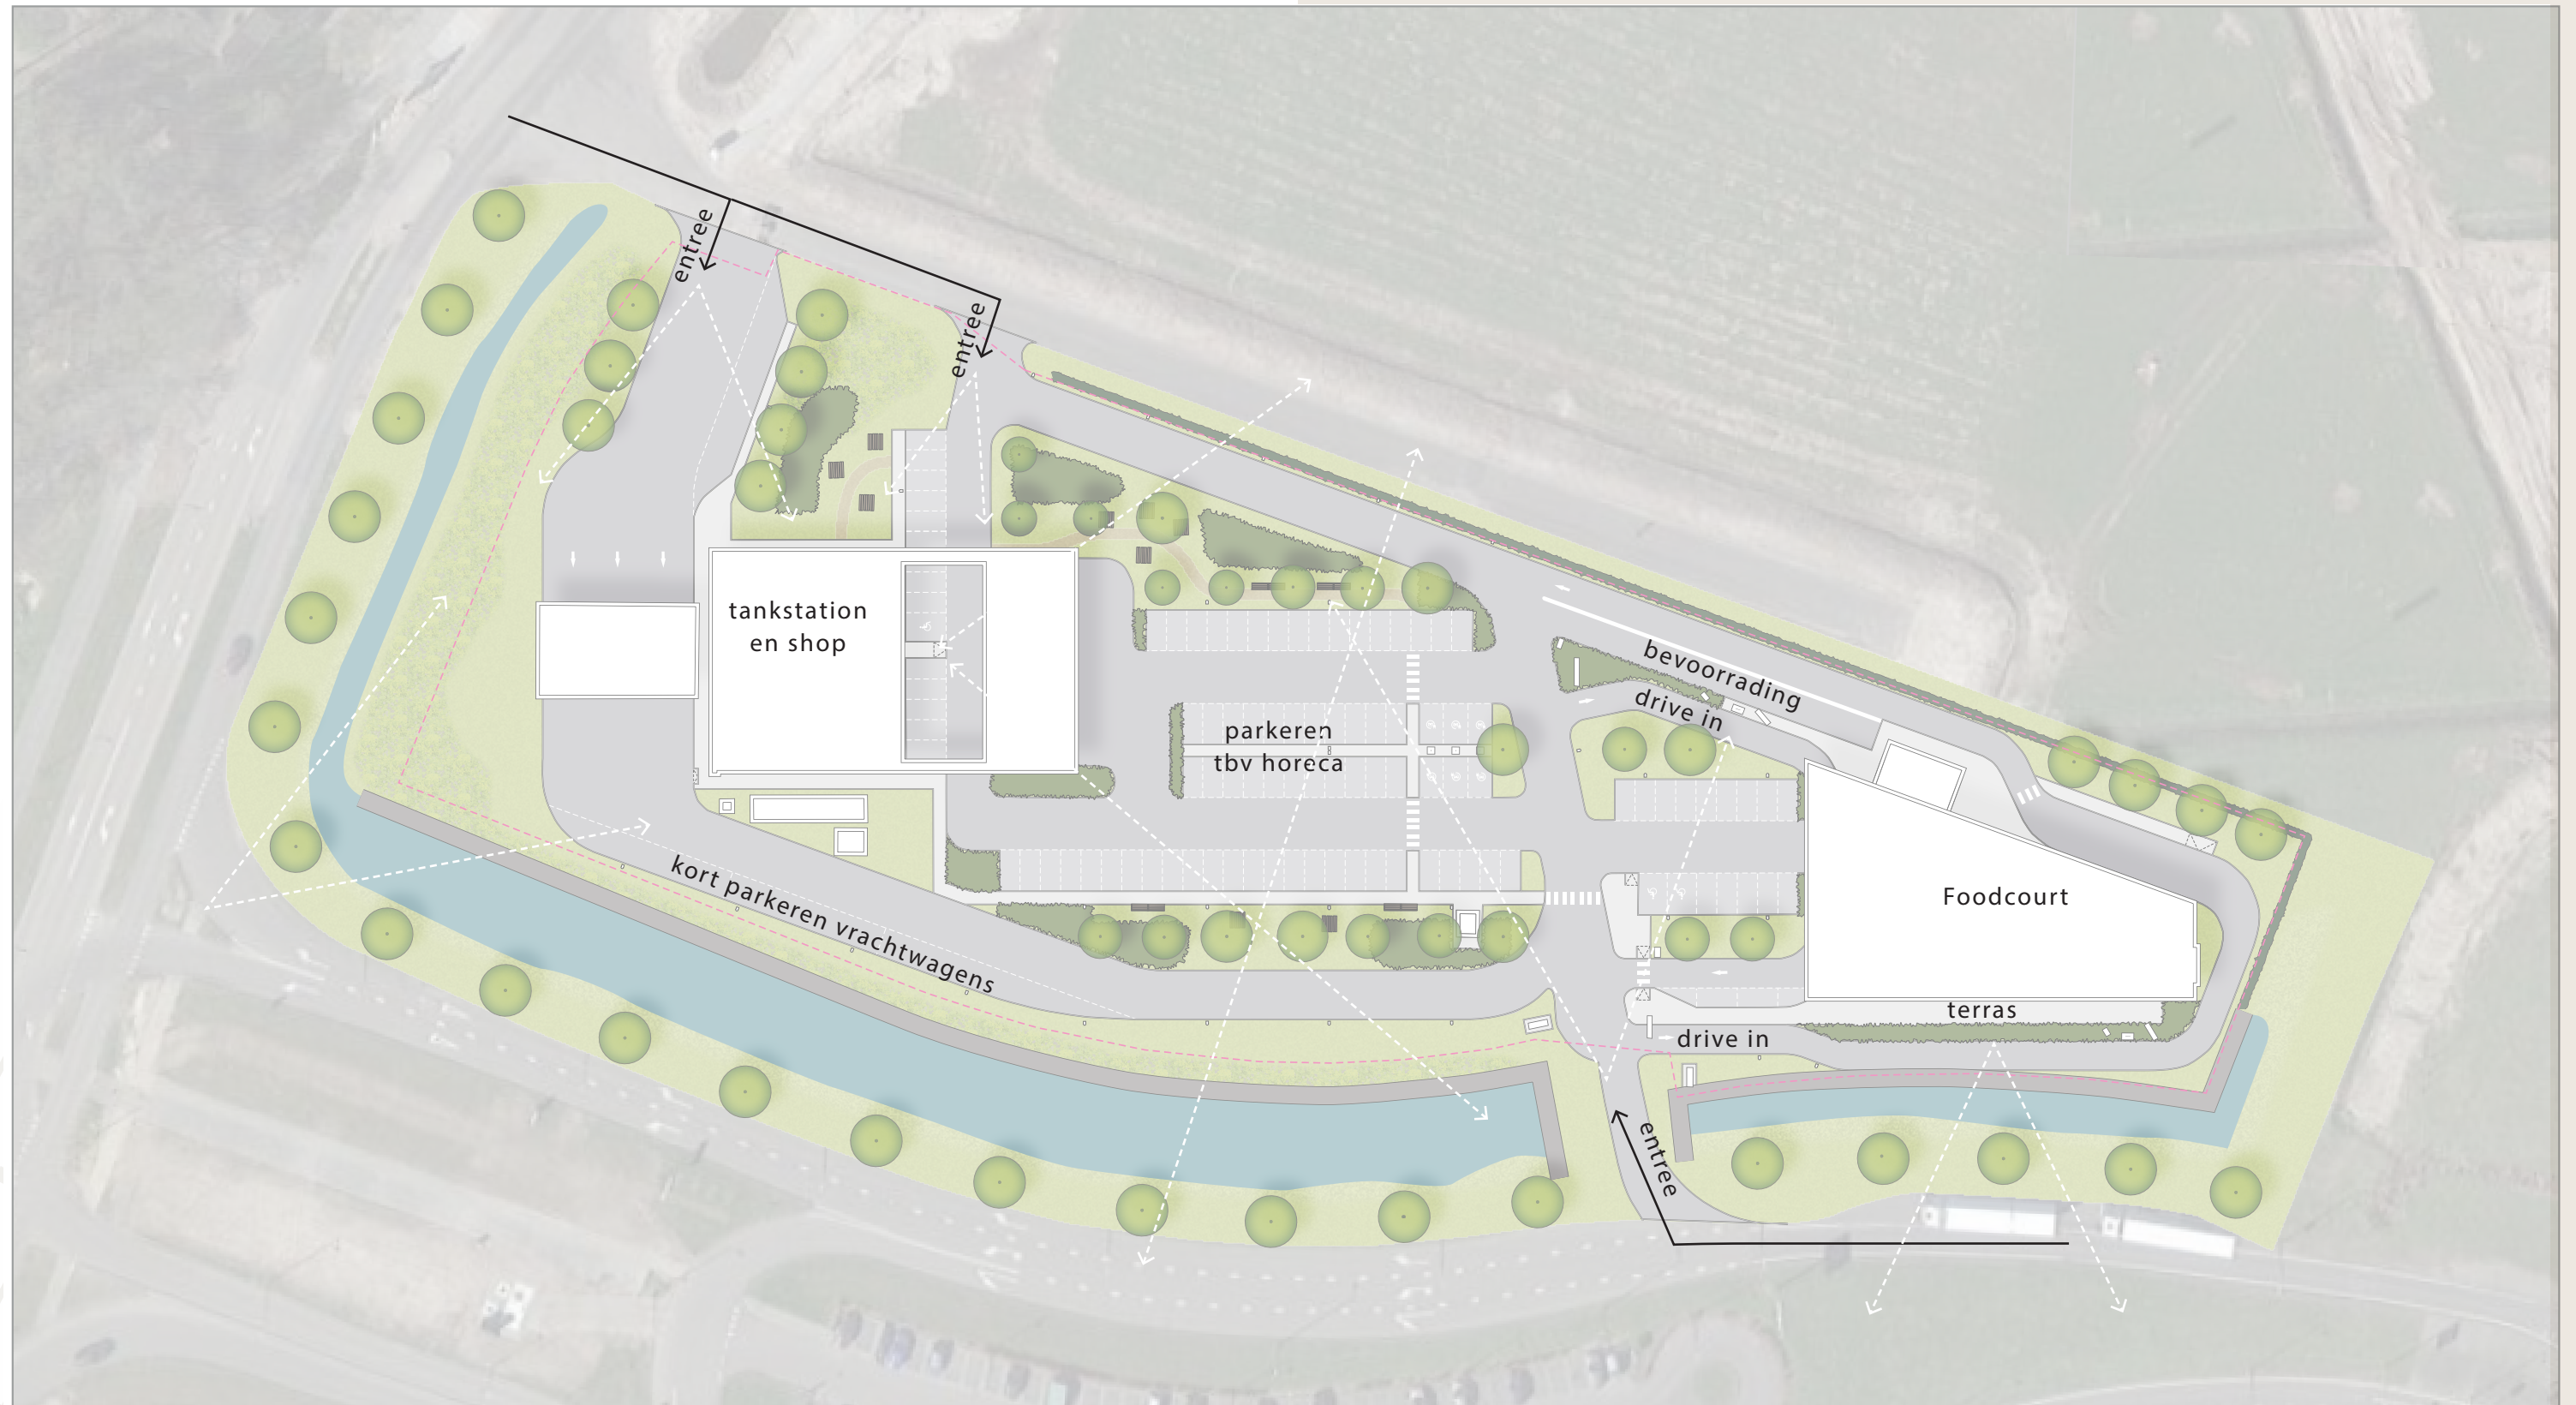 entree
entree
tankstation
en shop
bevoorrading
drive in
parkeren
tbv horeca
kort parkeren vrachtwagens
Foodcourt
terras
drive in
entree